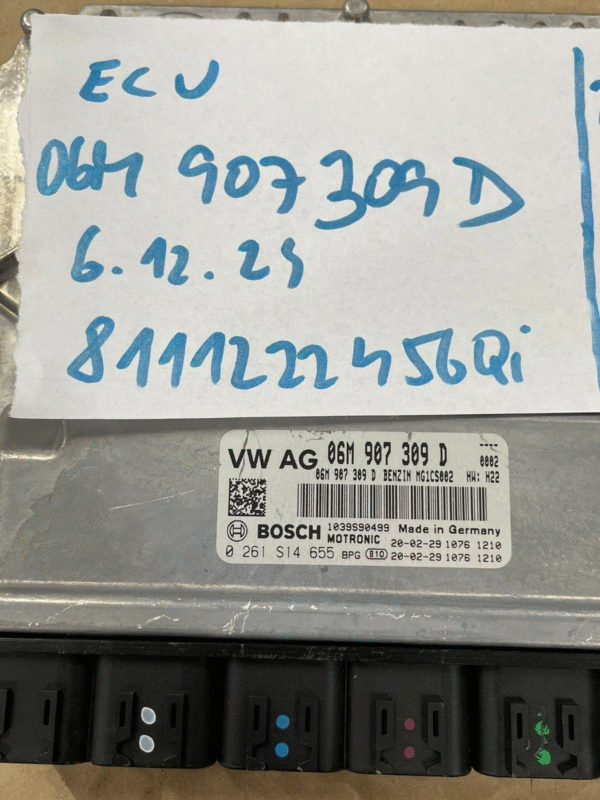 ECU
06M 907 309 D
6.12.24
8111222456Qi
VW AG 06M 907 309 D
----
0002
06M 907 309 D BENZIN MG1CS002 HW: H22
BOSCH 1039S90499 Made in Germany
MOTRONIC 20-02-29 1076 1210
0 261 S14 655 BPG 810 20-02-29 1076 1210